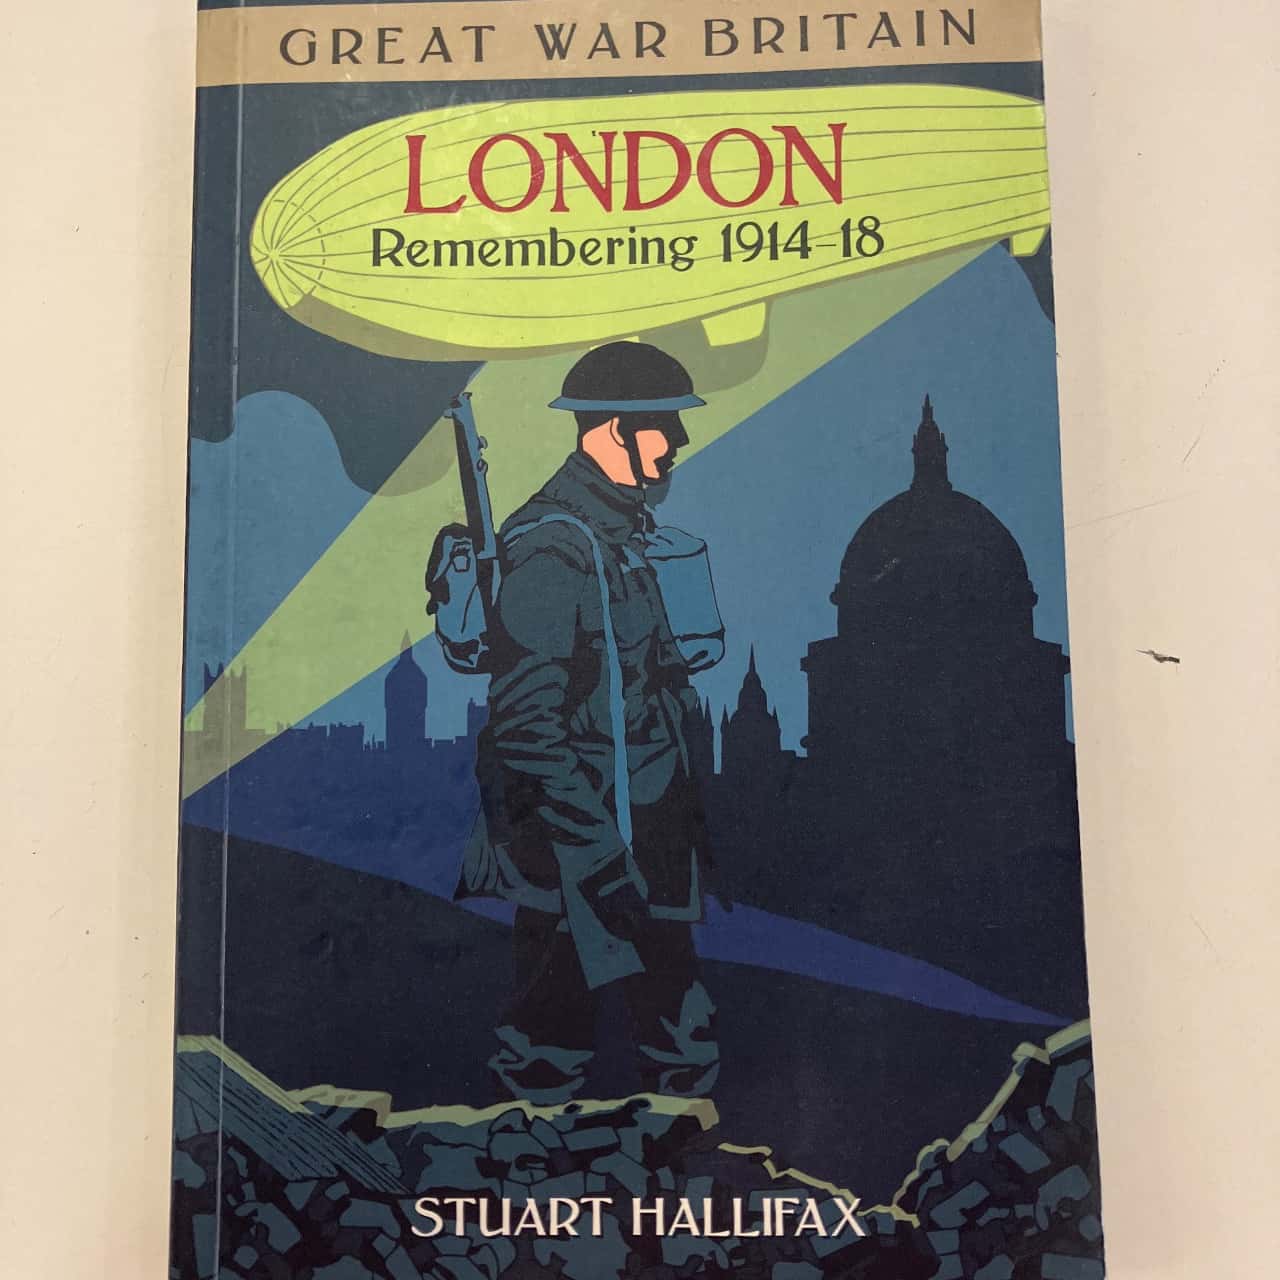 GREAT WAR BRITAIN
LONDON
Remembering 1914–18
STUART HALLIFAX